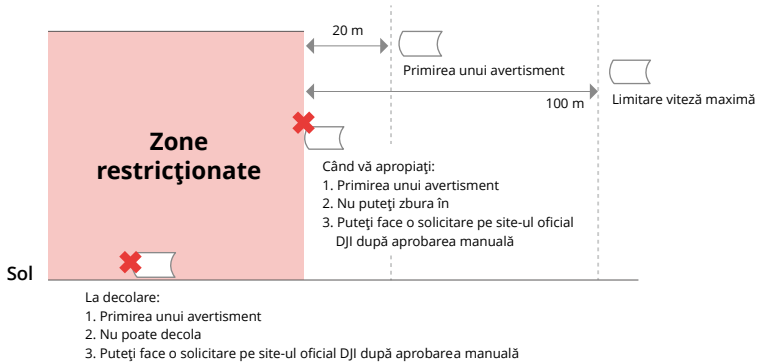 20 m
Primirea unui avertisment
100 m
Limitare viteză maximă
Zone
restricţionate
Când vă apropiaţi:
1. Primirea unui avertisment
2. Nu puteţi zbura în
3. Puteţi face o solicitare pe site-ul oficial
DJI după aprobarea manuală
Sol
La decolare:
1. Primirea unui avertisment
2. Nu poate decola
3. Puteţi face o solicitare pe site-ul oficial DJI după aprobarea manuală